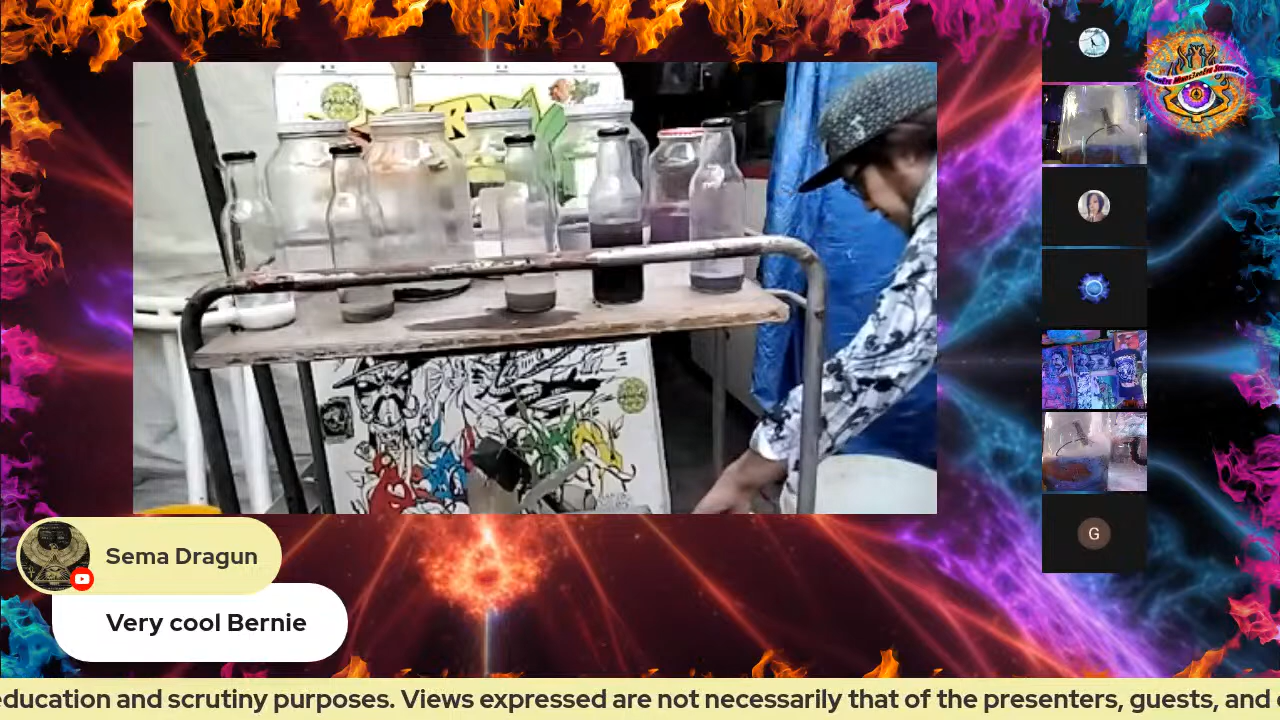 Sema Dragun
Very cool Bernie
education and scrutiny purposes. Views expressed are not necessarily that of the presenters, guests, and
G